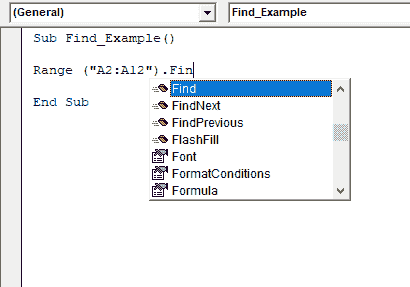 (General) Find_Example
Sub Find_Example()
Range ("A2:A12").Fin
Find
FindNext
FindPrevious
FlashFill
Font
FormatConditions
Formula
End Sub